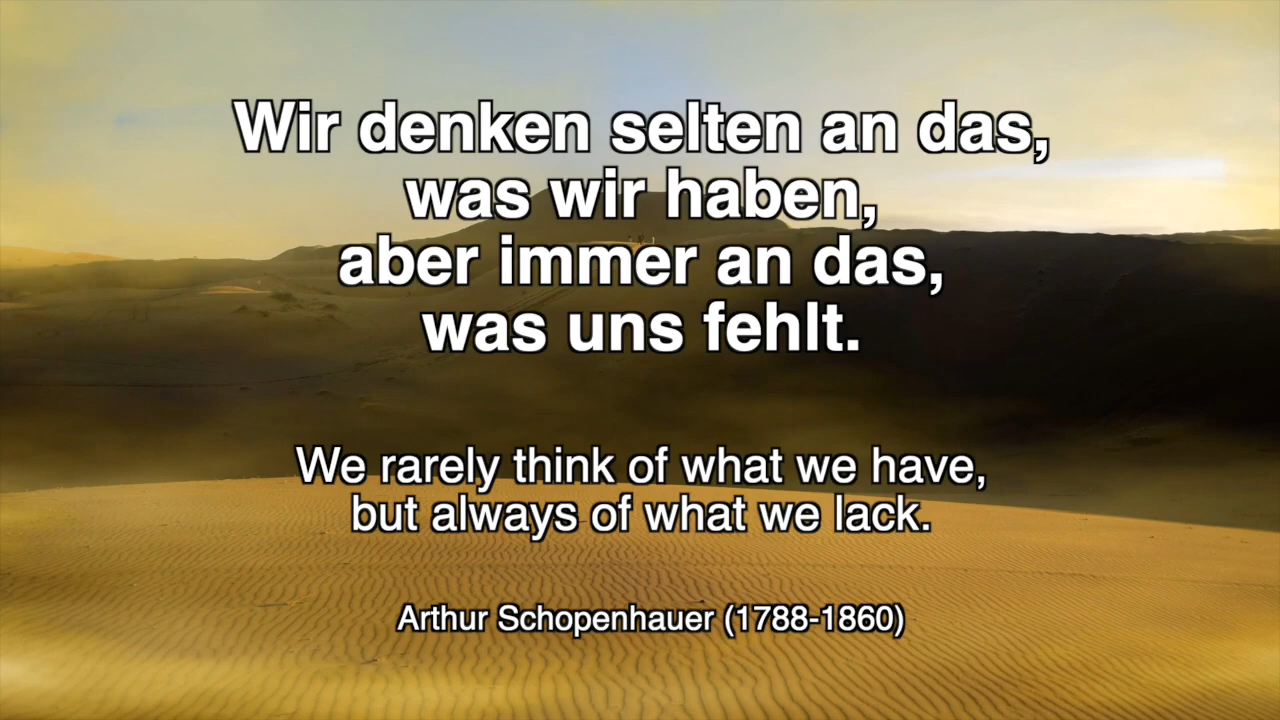 Wir denken selten an das,
was wir haben,
aber immer an das,
was uns fehlt.
We rarely think of what we have,
but always of what we lack.
Arthur Schopenhauer (1788-1860)